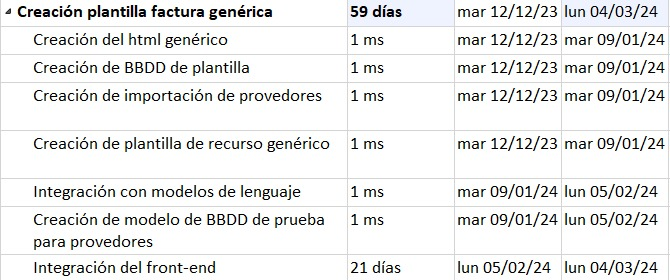 Creación plantilla factura genérica 59 días mar 12/12/23 lun 04/03/24
Creación del html genérico 1 ms mar 12/12/23 mar 09/01/24
Creación de BBDD de plantilla 1 ms mar 12/12/23 mar 09/01/24
Creación de importación de provedores 1 ms mar 12/12/23 mar 09/01/24
Creación de plantilla de recurso genérico 1 ms mar 12/12/23 mar 09/01/24
Integración con modelos de lenguaje 1 ms mar 09/01/24 lun 05/02/24
Creación de modelo de BBDD de prueba 1 ms mar 09/01/24 lun 05/02/24
para provedores
Integración del front-end 21 días lun 05/02/24 lun 04/03/24